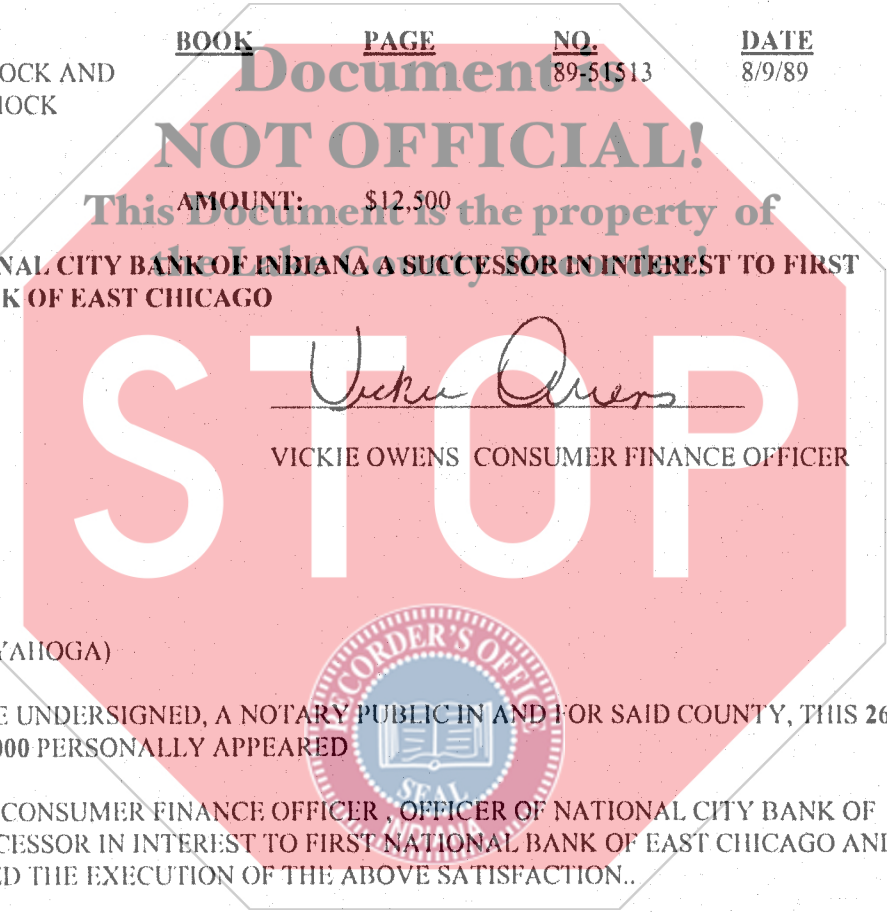 BOOK PAGE NO. DATE
OCK AND 89-51513 8/9/89
HOCK
Document is
NOT OFFICIAL!
AMOUNT: $12,500
This Document is the property of
the Lake County Recorder!
NAL CITY BANK OF INDIANA A SUCCESSOR IN INTEREST TO FIRST
K OF EAST CHICAGO
Vickie Owens
VICKIE OWENS CONSUMER FINANCE OFFICER
STOP
YAHOGA)
RECORDER'S OFFICE
SEAL
INDIANA
E UNDERSIGNED, A NOTARY PUBLIC IN AND FOR SAID COUNTY, THIS 26
000 PERSONALLY APPEARED
CONSUMER FINANCE OFFICER, OFFICER OF NATIONAL CITY BANK OF
CESSOR IN INTEREST TO FIRST NATIONAL BANK OF EAST CHICAGO AND
ED THE EXECUTION OF THE ABOVE SATISFACTION..